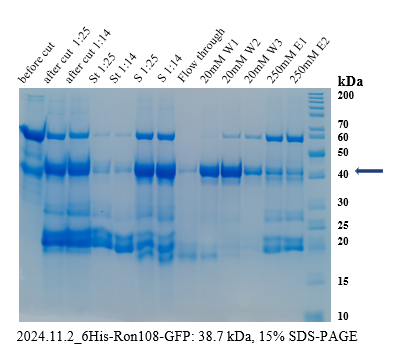 before cut
after cut 1:25
after cut 1:14
St 1:25
St 1:14
S 1:25
S 1:14
Flow through
20mM W1
20mM W2
20mM W3
250mM E1
250mM E2
kDa
200
70
60
50
40
30
25
20
15
10
2024.11.2_6His-Ron108-GFP: 38.7 kDa, 15% SDS-PAGE